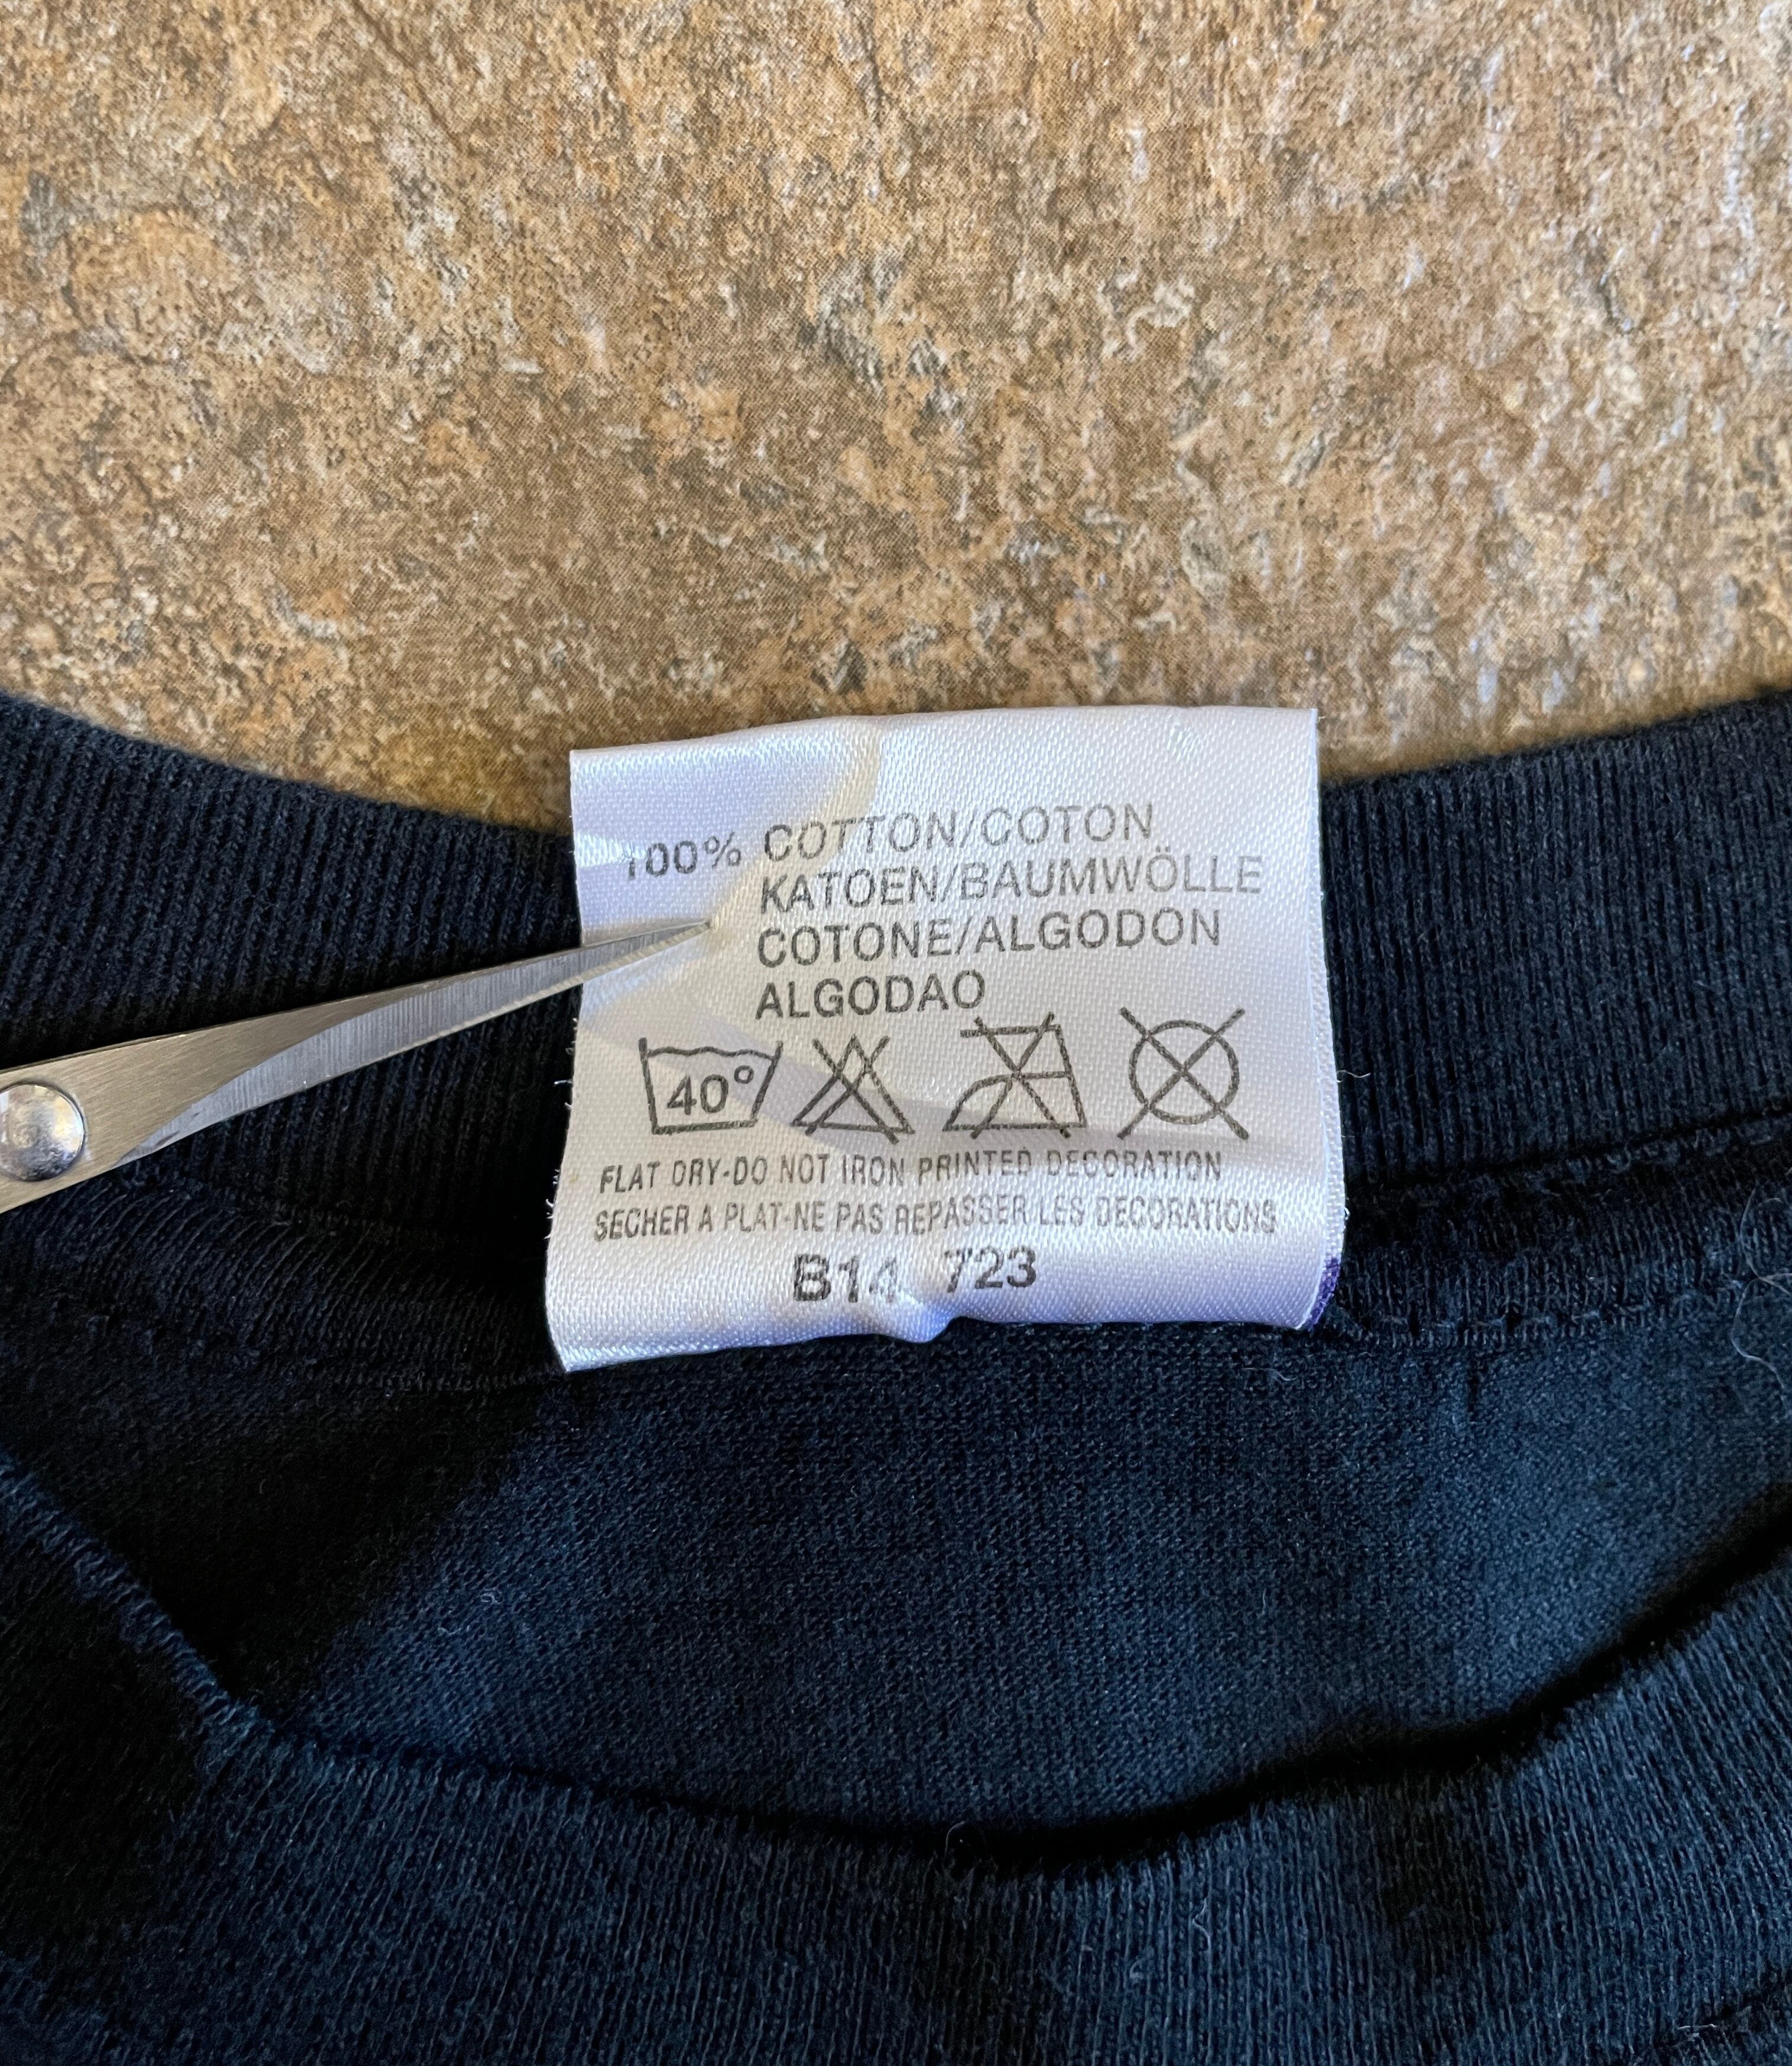 100% COTTON/COTON
KATOEN/BAUMWÖLLE
COTONE/ALGODON
ALGODAO
40°
FLAT DRY-DO NOT IRON PRINTED DECORATION
SECHER A PLAT-NE PAS REPASSER LES DECORATIONS
B14 723